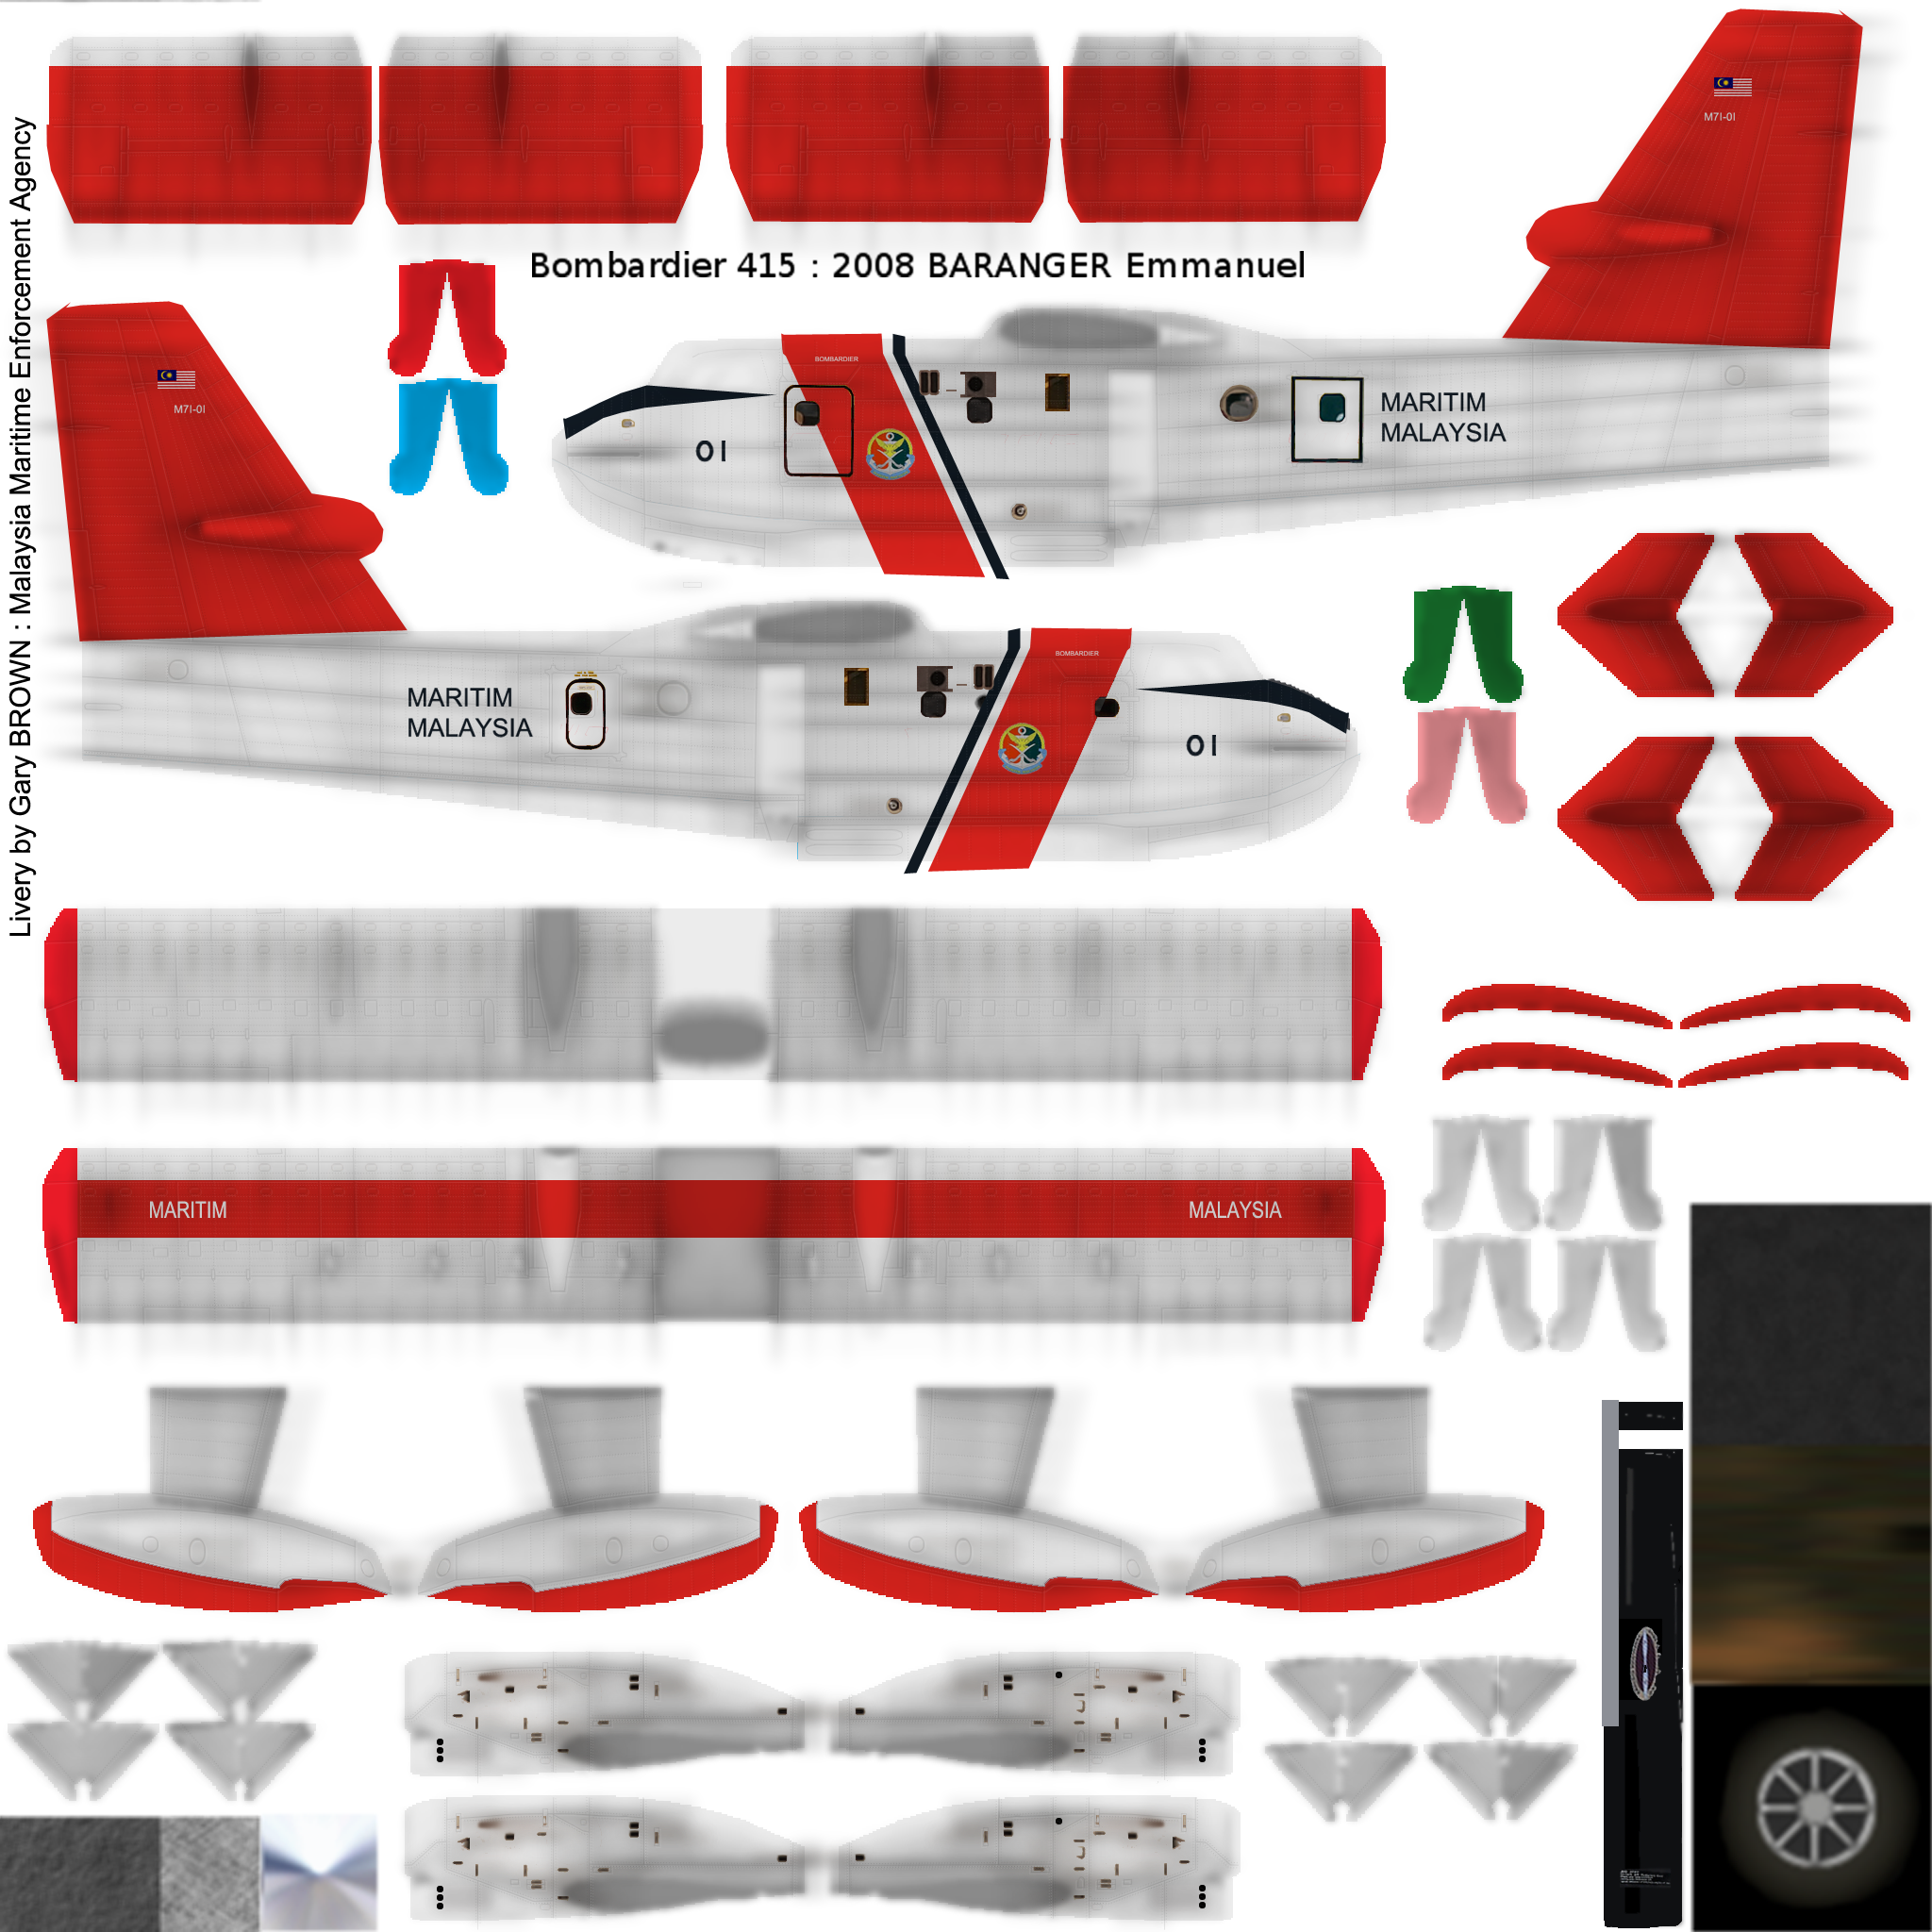 Livery by Gary BROWN : Malaysia Maritime Enforcement Agency
M71-01
Bombardier 415 : 2008 BARANGER Emmanuel
M71-01
BOMBARDIER
01
MARITIM
MALAYSIA
MARITIM
MALAYSIA
BOMBARDIER
01
MARITIM
MALAYSIA